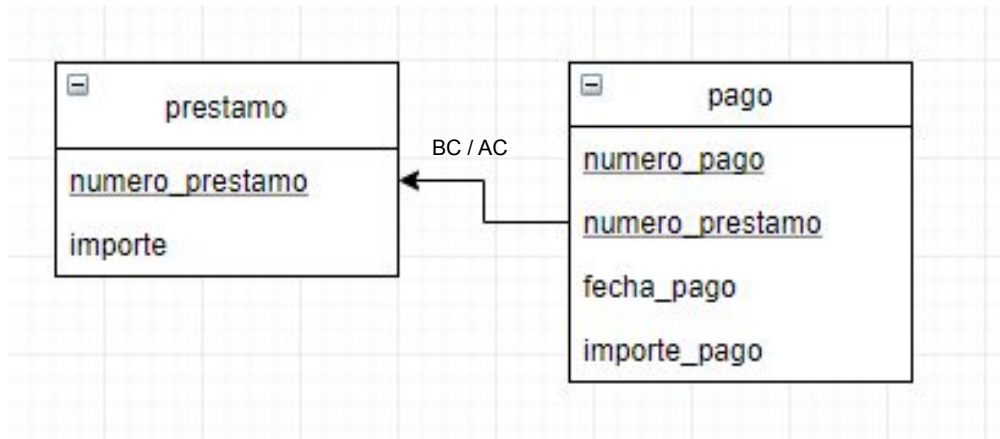 prestamo
numero_prestamo
importe
BC / AC
pago
numero_pago
numero_prestamo
fecha_pago
importe_pago